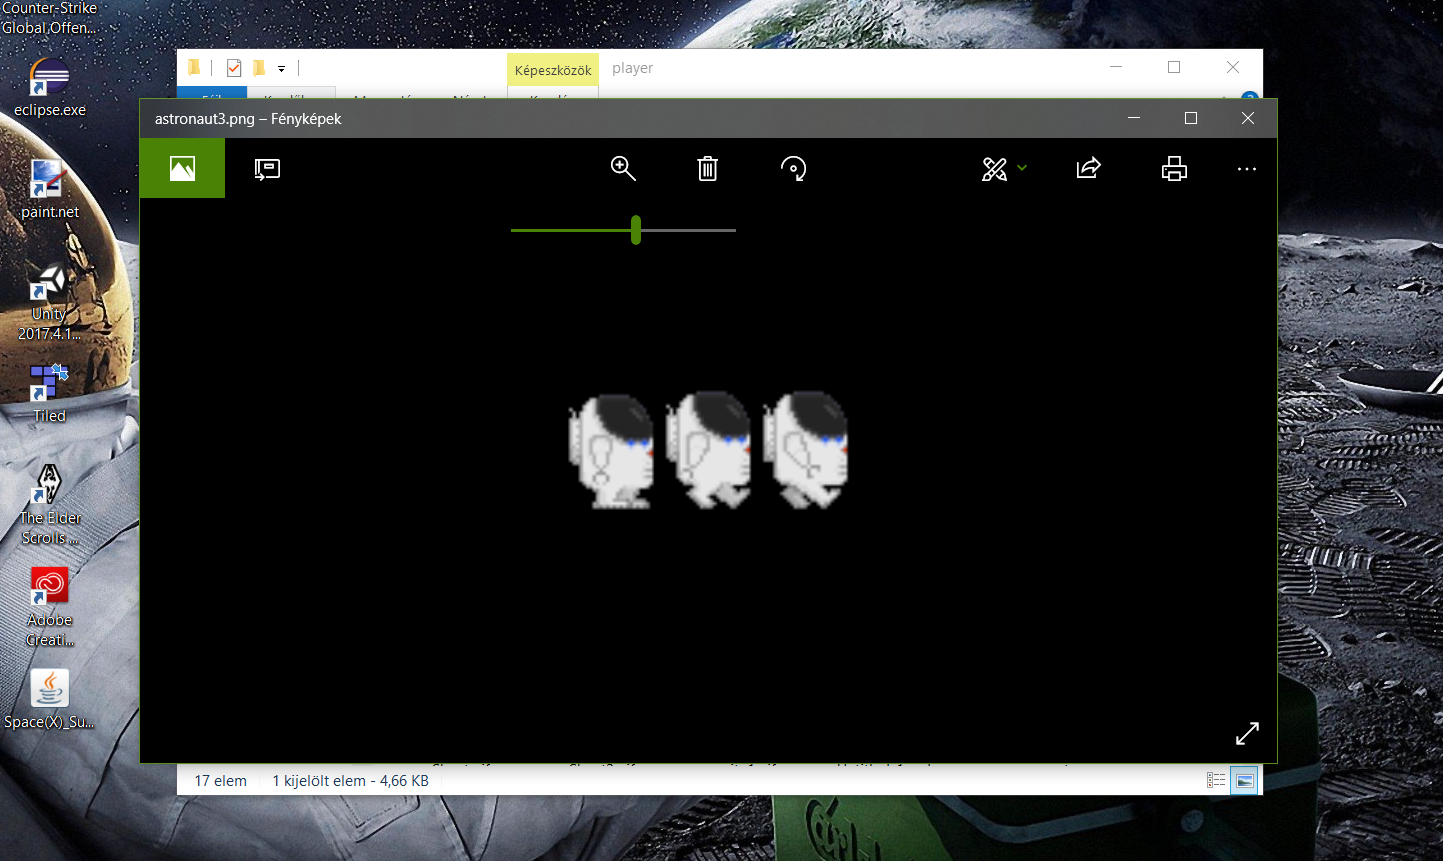 Counter-Strike
Global Offen...
eclipse.exe
paint.net
Unity
2017.4.1...
Tiled
The Elder
Scrolls ...
Adobe
Creati...
Space(X)_Su...
Képeszközök
player
astronaut3.png – Fényképek
17 elem
1 kijelölt elem - 4,66 KB